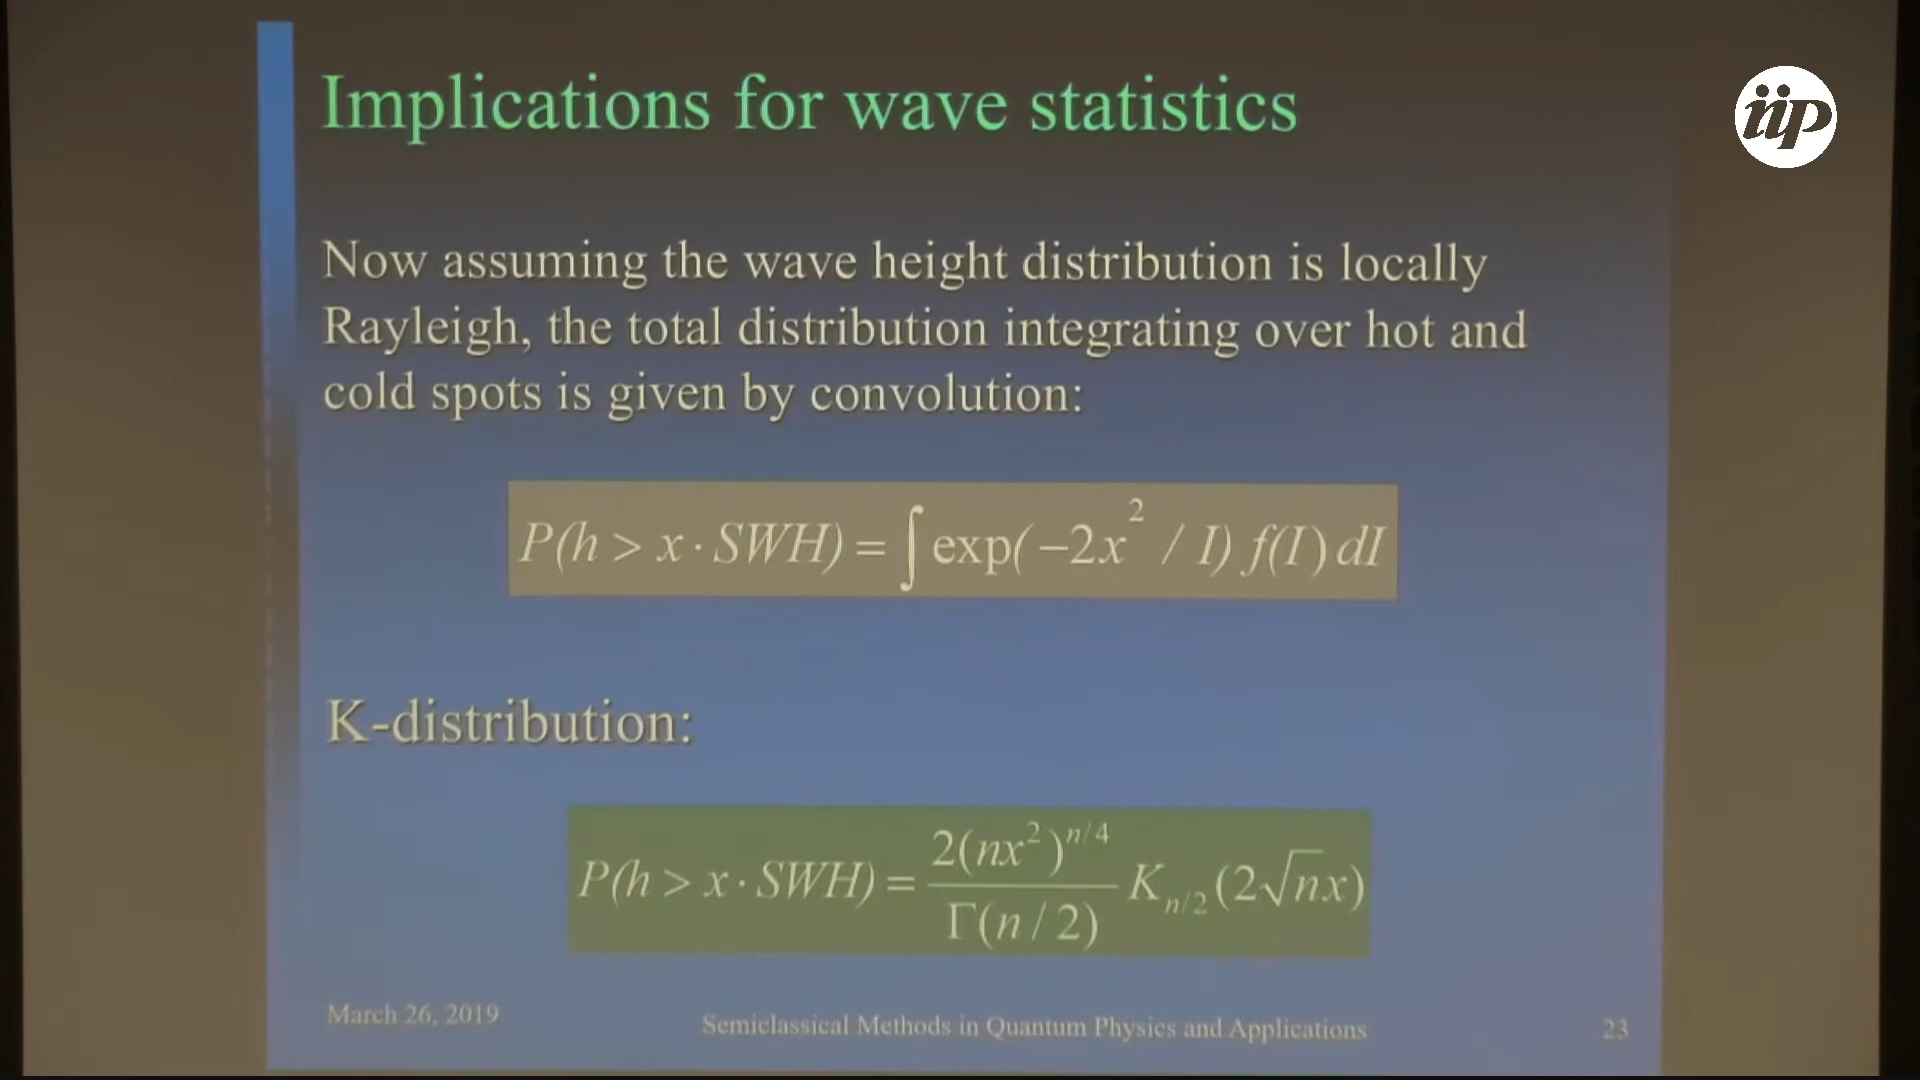 Implications for wave statistics
iip
Now assuming the wave height distribution is locally
Rayleigh, the total distribution integrating over hot and
cold spots is given by convolution:
P(h > x · SWH) = ∫ exp(−2x² / I) f(I) dI
K-distribution:
P(h > x · SWH) = 2(nx²)^{n/4} / Γ(n / 2) K_{n/2}(2√nx)
March 26, 2019
Semiclassical Methods in Quantum Physics and Applications
23